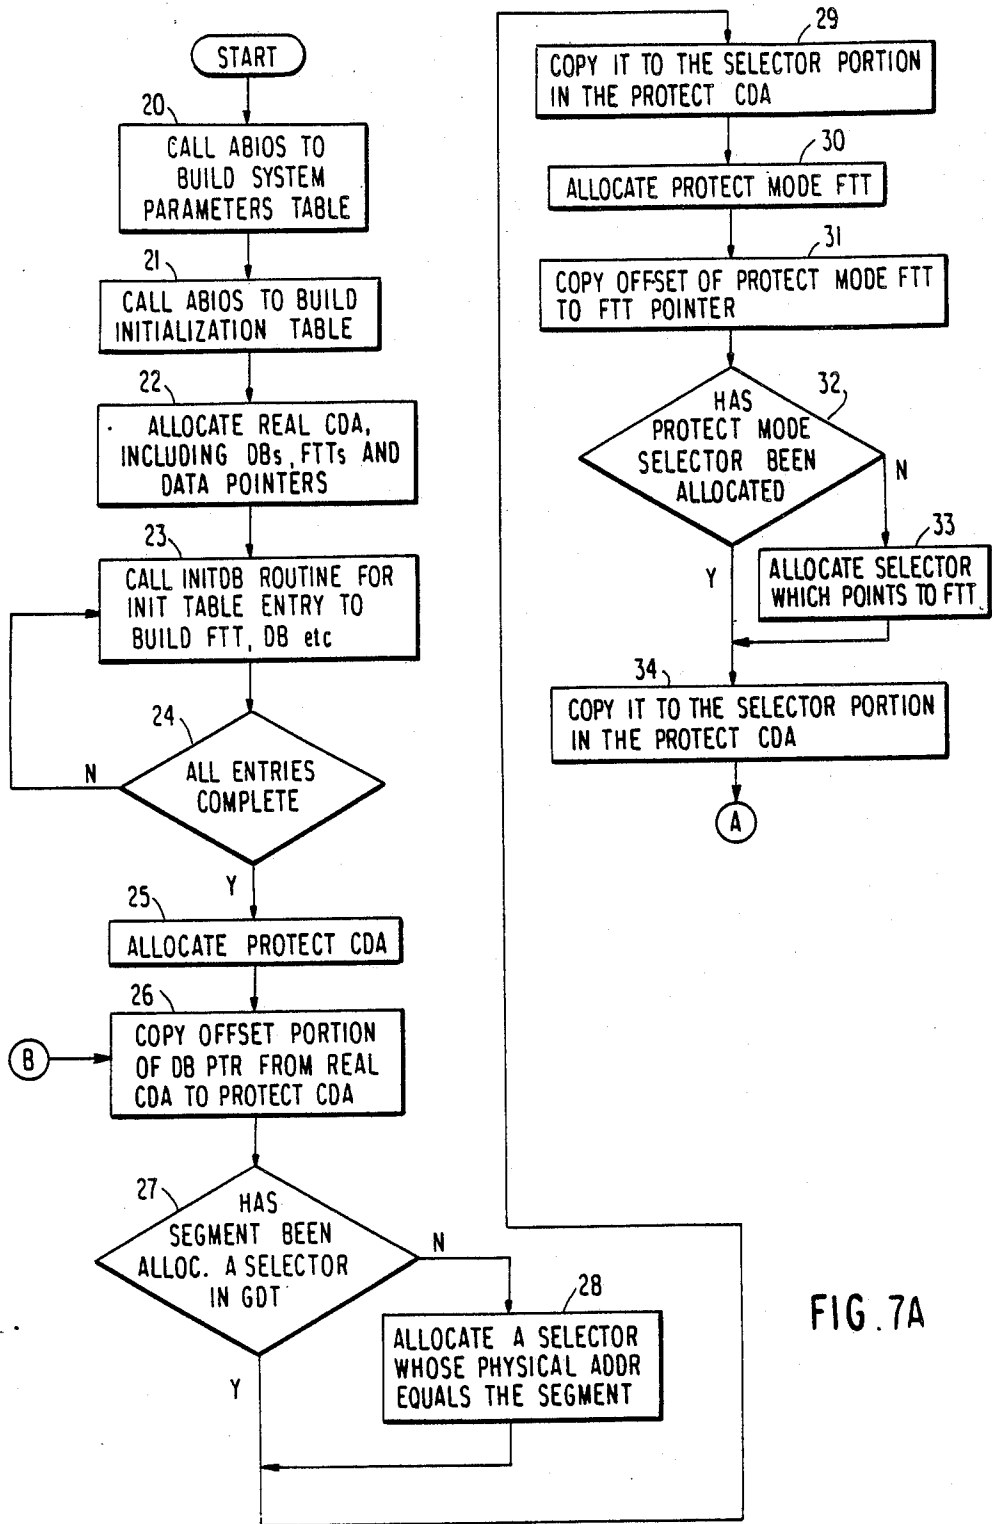 START
20
CALL ABIOS TO
BUILD SYSTEM
PARAMETERS TABLE
21
CALL ABIOS TO BUILD
INITIALIZATION TABLE
22
ALLOCATE REAL CDA,
INCLUDING DBs, FTTs AND
DATA POINTERS
23
CALL INITDB ROUTINE FOR
INIT TABLE ENTRY TO
BUILD FTT, DB etc
24
ALL ENTRIES
COMPLETE
N
Y
25
ALLOCATE PROTECT CDA
26
COPY OFFSET PORTION
OF DB PTR FROM REAL
CDA TO PROTECT CDA
B
27
HAS
SEGMENT BEEN
ALLOC. A SELECTOR
IN GDT
N
Y
28
ALLOCATE A SELECTOR
WHOSE PHYSICAL ADDR
EQUALS THE SEGMENT
29
COPY IT TO THE SELECTOR PORTION
IN THE PROTECT CDA
30
ALLOCATE PROTECT MODE FTT
31
COPY OFFSET OF PROTECT MODE FTT
TO FTT POINTER
32
HAS
PROTECT MODE
SELECTOR BEEN
ALLOCATED
N
Y
33
ALLOCATE SELECTOR
WHICH POINTS TO FTT
34
COPY IT TO THE SELECTOR PORTION
IN THE PROTECT CDA
A
FIG. 7A